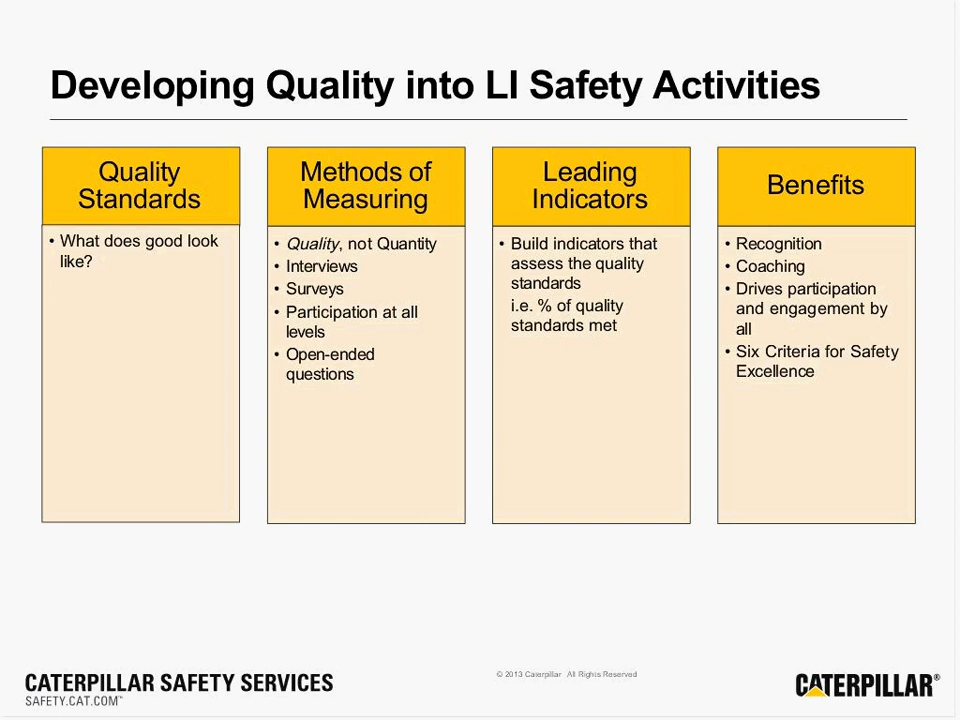 Developing Quality into LI Safety Activities
Quality
Standards
• What does good look
like?
Methods of
Measuring
• Quality, not Quantity
• Interviews
• Surveys
• Participation at all
levels
• Open-ended
questions
Leading
Indicators
• Build indicators that
assess the quality
standards
i.e. % of quality
standards met
Benefits
• Recognition
• Coaching
• Drives participation
and engagement by
all
• Six Criteria for Safety
Excellence
CATERPILLAR SAFETY SERVICES
SAFETY.CAT.COM™
© 2013 Caterpillar All Rights Reserved
CATERPILLAR®